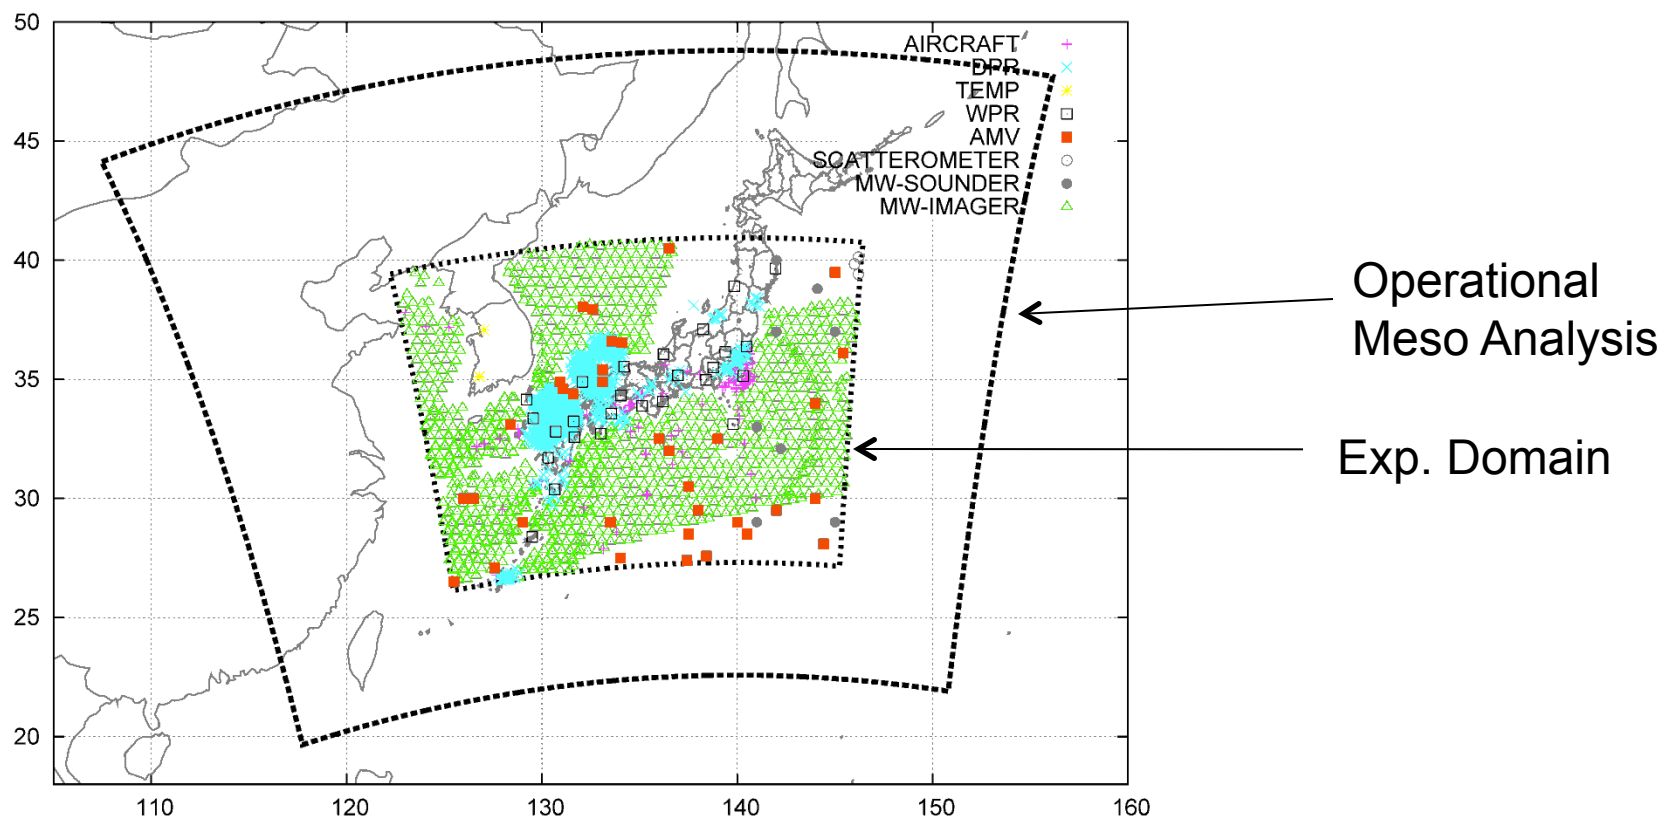 50
45
40
35
30
25
20
110
120
130
140
150
160
AIRCRAFT
DPR
TEMP
WPR
AMV
SCATTEROMETER
MW-SOUNDER
MW-IMAGER
Operational
Meso Analysis
Exp. Domain